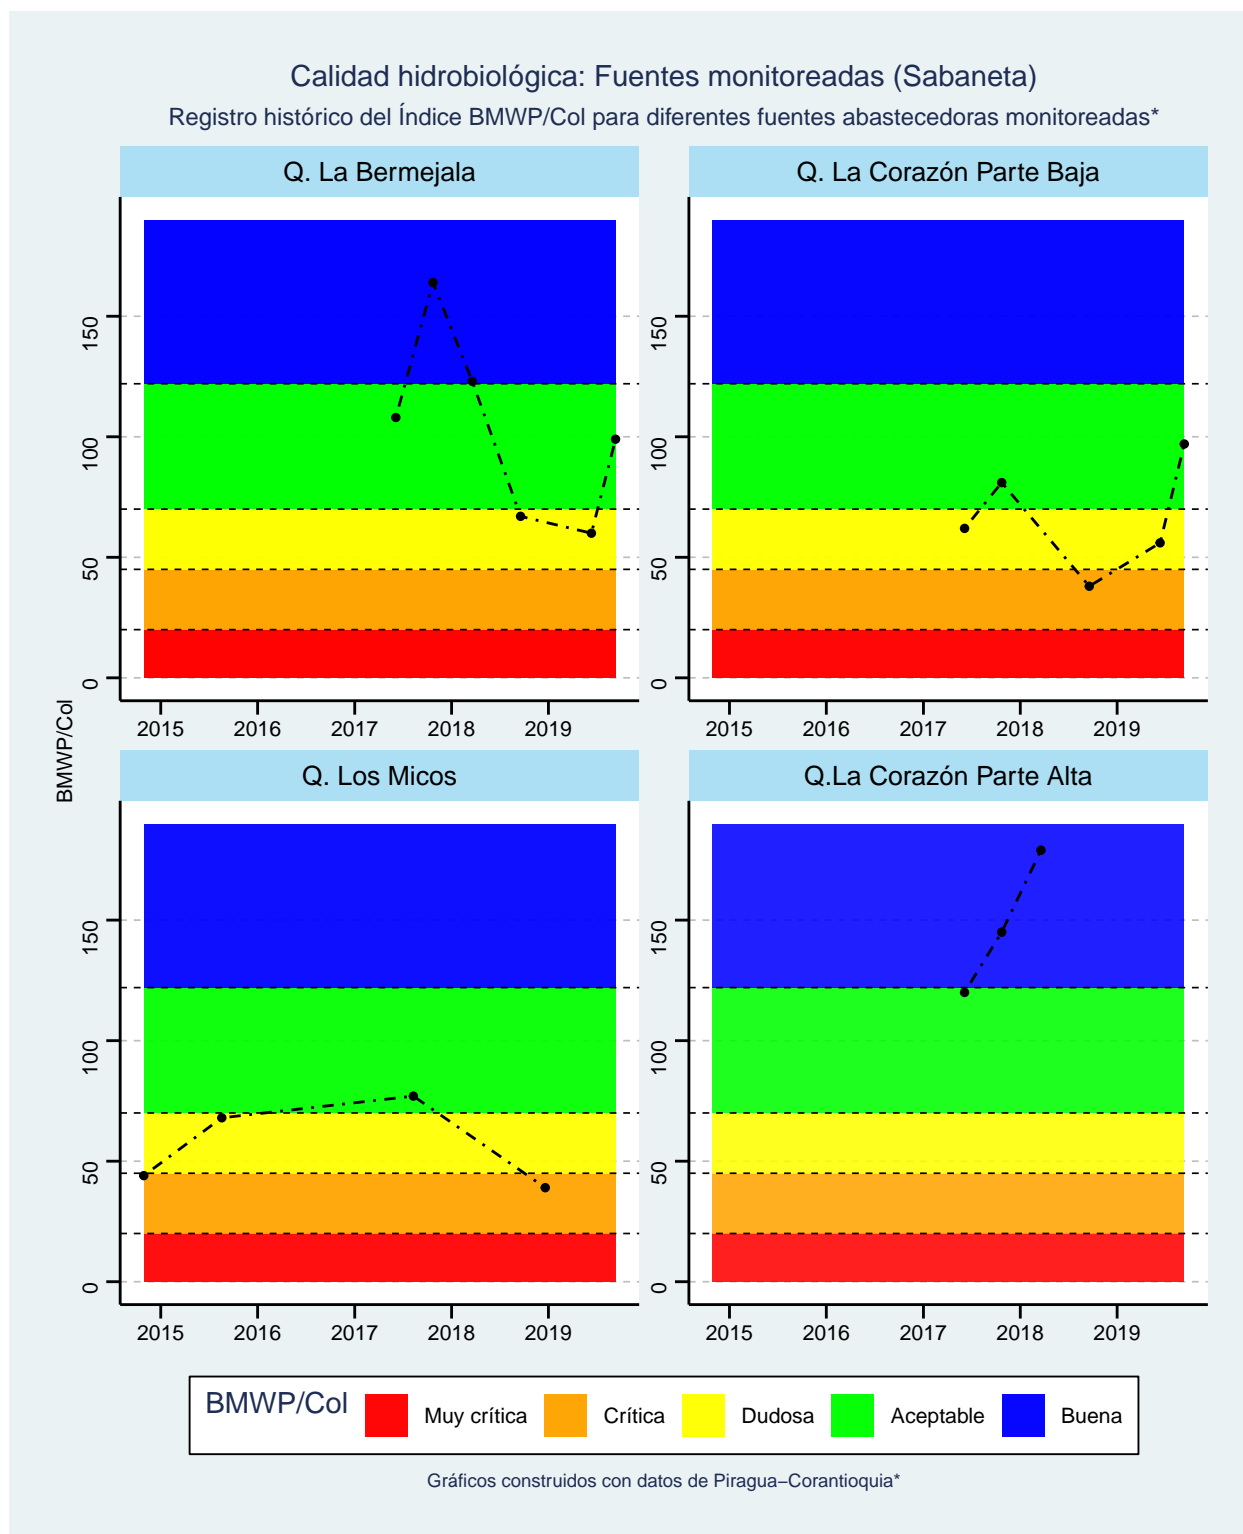 Calidad hidrobiológica: Fuentes monitoreadas (Sabaneta)
Registro histórico del Índice BMWP/Col para diferentes fuentes abastecedoras monitoreadas*
Q. La Bermejala
Q. La Corazón Parte Baja
150
100
50
0
150
100
50
0
2015 2016 2017 2018 2019
2015 2016 2017 2018 2019
BMWP/Col
Q. Los Micos
Q.La Corazón Parte Alta
150
100
50
0
150
100
50
0
2015 2016 2017 2018 2019
2015 2016 2017 2018 2019
BMWP/Col Muy crítica Crítica Dudosa Aceptable Buena
Gráficos construidos con datos de Piragua–Corantioquia*